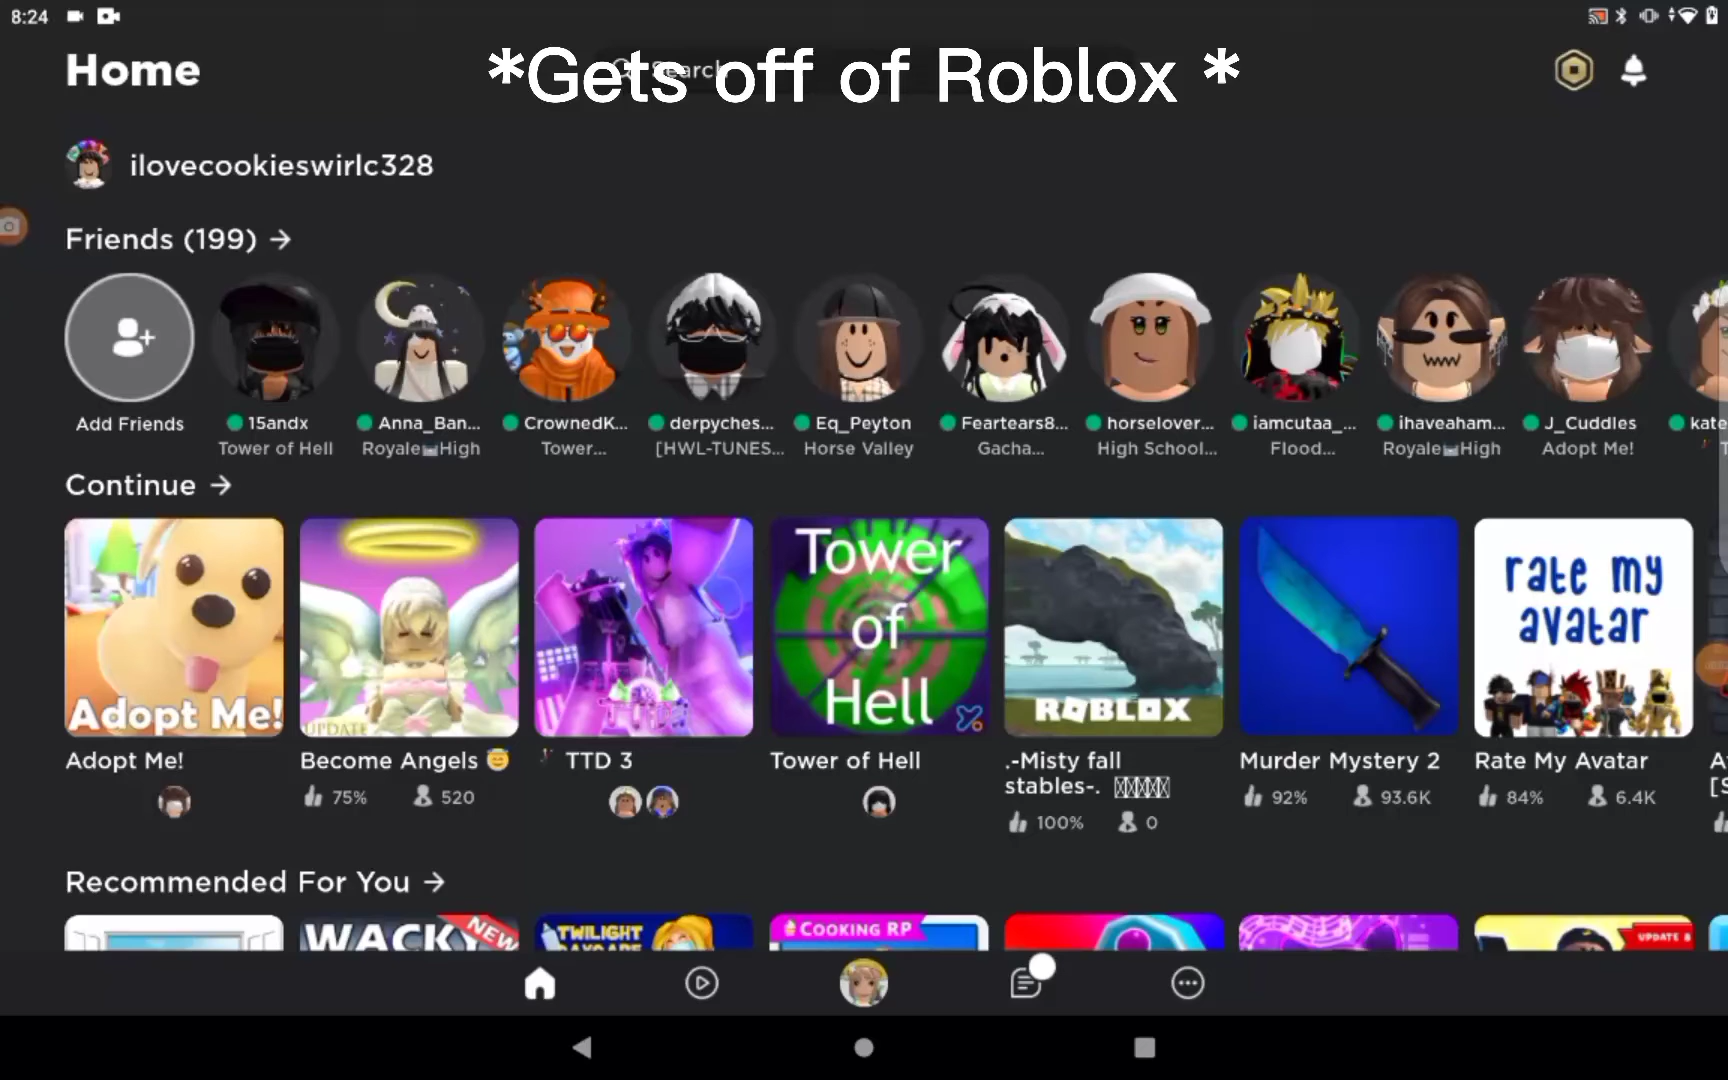 8:24
Home
Search
*Gets off of Roblox *
ilovecookieswirlc328
Friends (199) →
Add Friends
15andx
Tower of Hell
Anna_Ban...
Royale High
CrownedK...
Tower...
derpyches...
[HWL-TUNES...
Eq_Peyton
Horse Valley
Feartears8...
Gacha...
horselover...
High School...
iamcutaa_...
Flood...
ihaveaham...
Royale High
J_Cuddles
Adopt Me!
kate
Continue →
Adopt Me!
UPDATE
Tower
of
Hell
ROBLOX
rate my
avatar
Adopt Me!
Become Angels 😇
75% 520
TTD 3
Tower of Hell
.-Misty fall
stables-.
100% 0
Murder Mystery 2
92% 93.6K
Rate My Avatar
84% 6.4K
Recommended For You →
WACKY
NEW
TWILIGHT
DAYCARE
COOKING RP
UPDATE 8